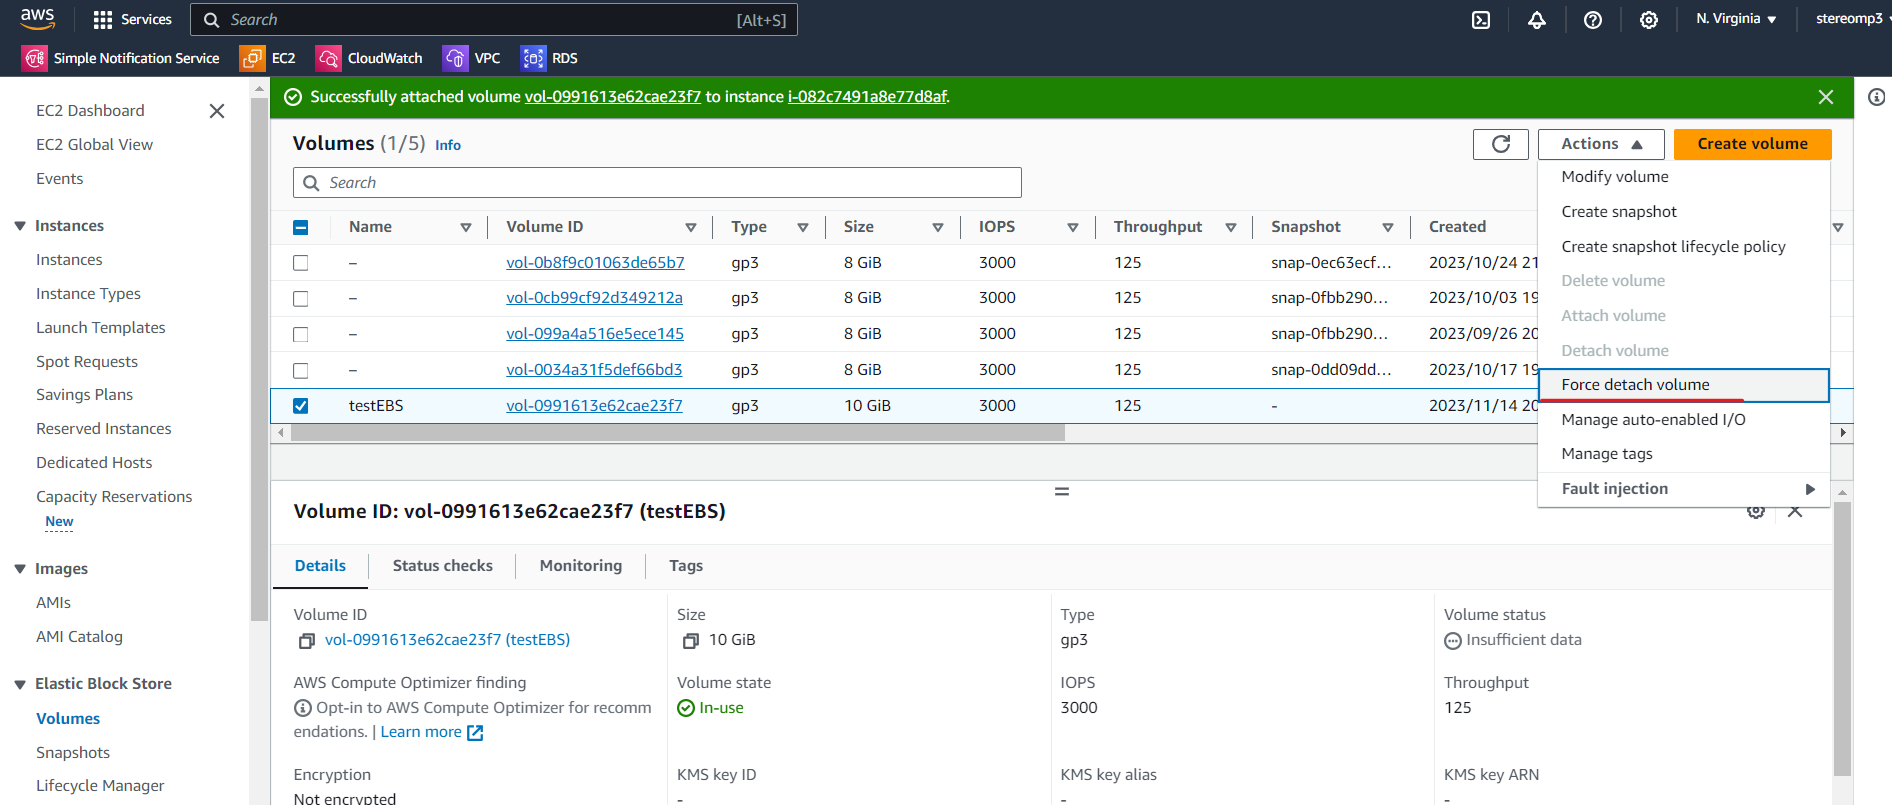 aws
Services
Search
[Alt+S]
N. Virginia
stereomp3
Simple Notification Service
EC2
CloudWatch
VPC
RDS
EC2 Dashboard
EC2 Global View
Events
Instances
Instances
Instance Types
Launch Templates
Spot Requests
Savings Plans
Reserved Instances
Dedicated Hosts
Capacity Reservations
New
Images
AMIs
AMI Catalog
Elastic Block Store
Volumes
Snapshots
Lifecycle Manager
Successfully attached volume vol-0991613e62cae23f7 to instance i-082c7491a8e77d8af.
Volumes (1/5) Info
Actions
Create volume
Search
Name Volume ID Type Size IOPS Throughput Snapshot Created
– vol-0b8f9c01063de65b7 gp3 8 GiB 3000 125 snap-0ec63ecf... 2023/10/24 21
– vol-0cb99cf92d349212a gp3 8 GiB 3000 125 snap-0fbb290... 2023/10/03 19
– vol-099a4a516e5ece145 gp3 8 GiB 3000 125 snap-0fbb290... 2023/09/26 20
– vol-0034a31f5def66bd3 gp3 8 GiB 3000 125 snap-0dd09dd... 2023/10/17 19
testEBS vol-0991613e62cae23f7 gp3 10 GiB 3000 125 - 2023/11/14 20
Modify volume
Create snapshot
Create snapshot lifecycle policy
Delete volume
Attach volume
Detach volume
Force detach volume
Manage auto-enabled I/O
Manage tags
Fault injection
Volume ID: vol-0991613e62cae23f7 (testEBS)
Details
Status checks
Monitoring
Tags
Volume ID
vol-0991613e62cae23f7 (testEBS)
Size
10 GiB
Type
gp3
Volume status
Insufficient data
AWS Compute Optimizer finding
Opt-in to AWS Compute Optimizer for recomm
endations. | Learn more
Volume state
In-use
IOPS
3000
Throughput
125
Encryption
Not encrypted
KMS key ID
-
KMS key alias
-
KMS key ARN
-